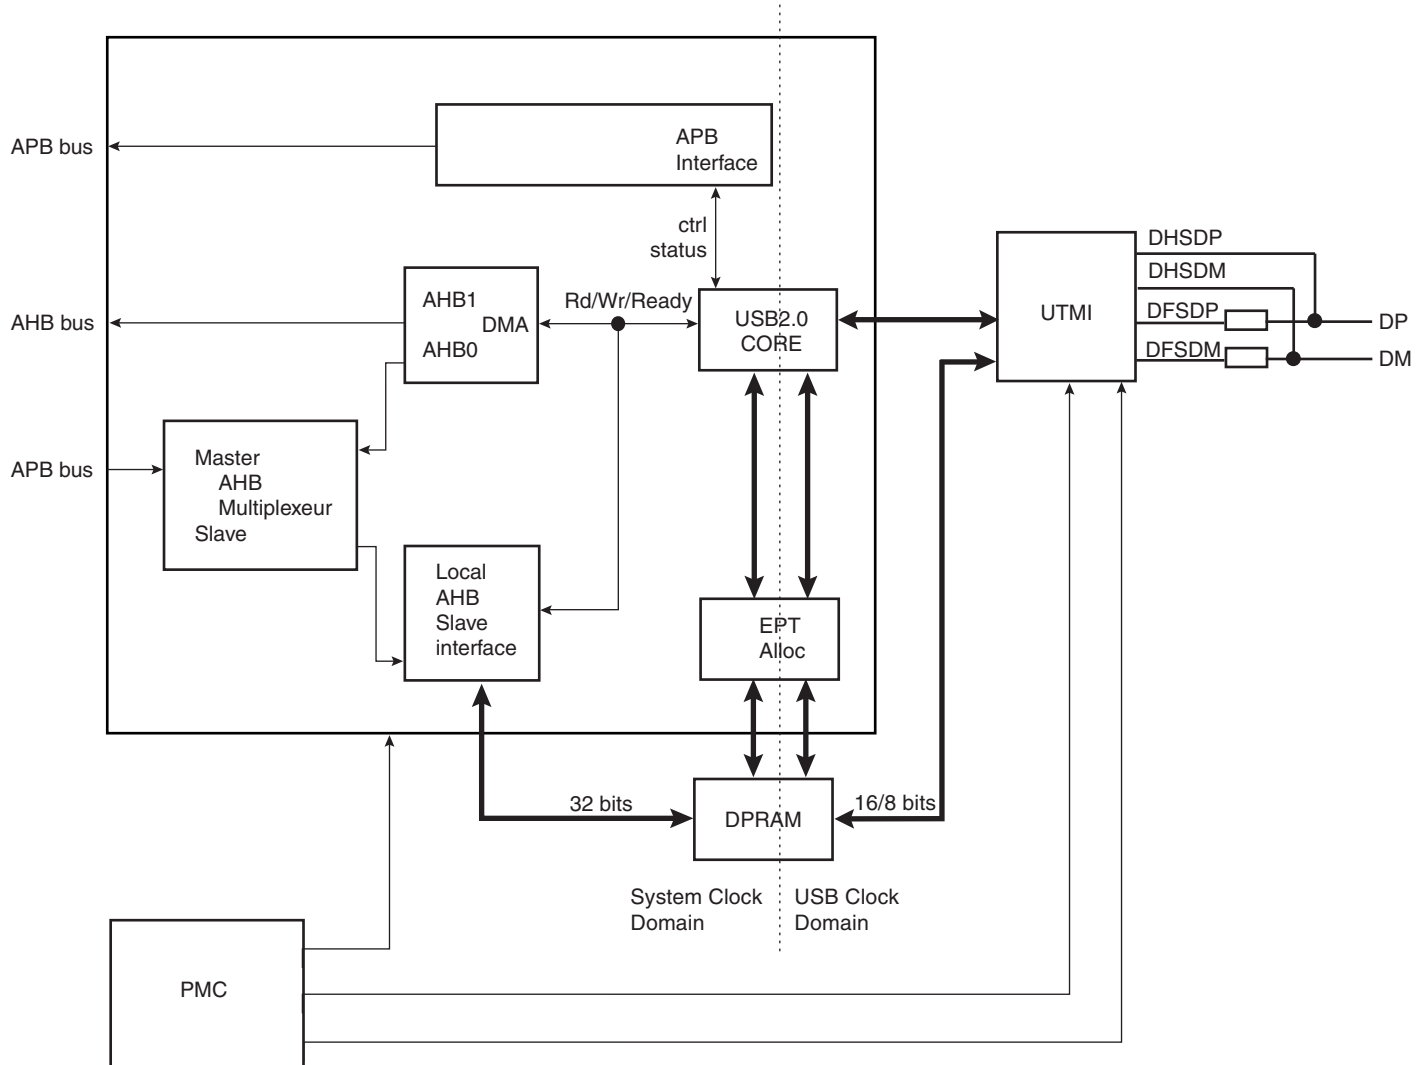 APB bus
APB
Interface
ctrl
status
DHSDP
DHSDM
DFSDP
DFSDM
UTMI
DP
DM
AHB bus
AHB1
DMA
AHB0
Rd/Wr/Ready
USB2.0
CORE
APB bus
Master
AHB
Multiplexeur
Slave
Local
AHB
Slave
interface
EPT
Alloc
32 bits
DPRAM
16/8 bits
System Clock
Domain
USB Clock
Domain
PMC